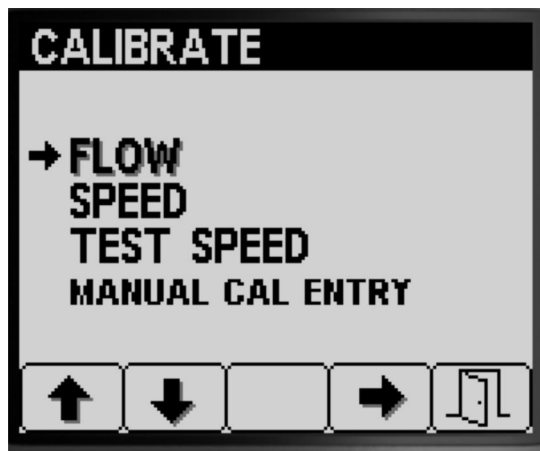 CALIBRATE
FLOW
SPEED
TEST SPEED
MANUAL CAL ENTRY